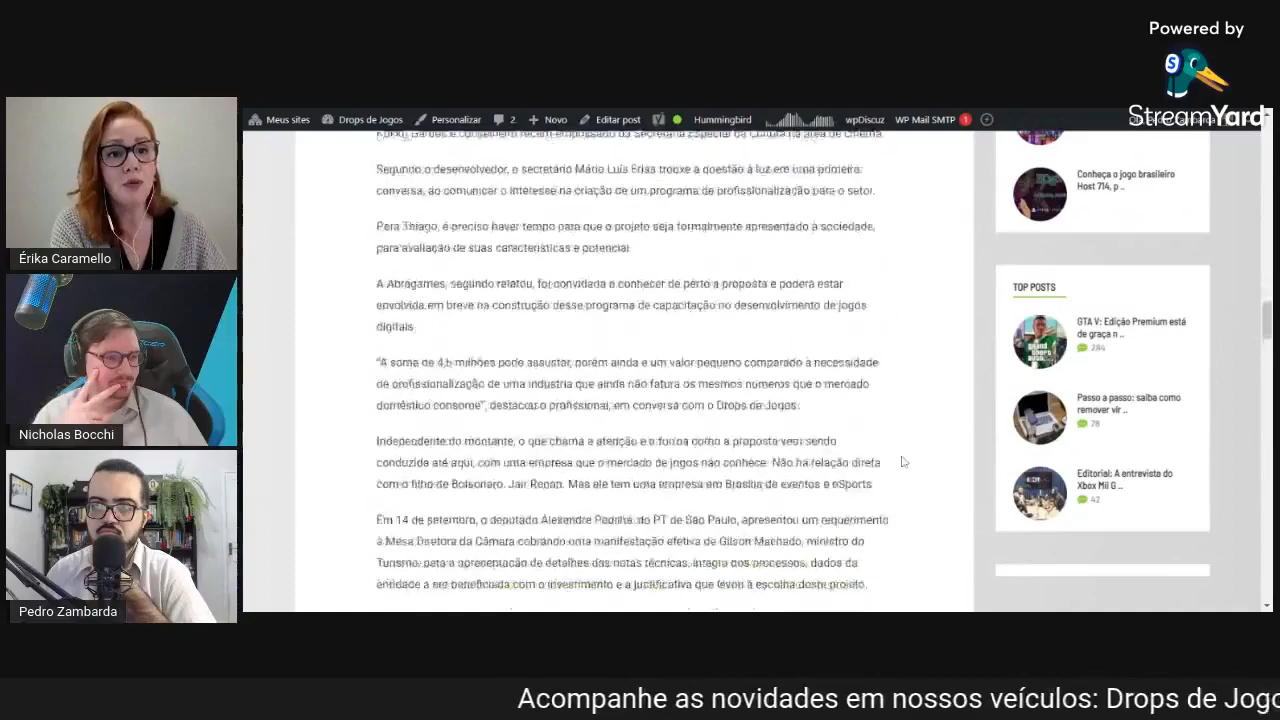 Powered by
StreamYard
Meus sites Drops de Jogos Personalizar 2 Novo Editar post Hummingbird wpDiscuz WP Mail SMTP 1
Segundo o desenvolvedor, o secretário Mário Luís Frias trouxe a questão à luz em uma primeira
conversa, ao comunicar o interesse na criação de um programa de profissionalização para o setor.
Para Thiago, é preciso haver tempo para que o projeto seja formalmente apresentado à sociedade,
para avaliação de suas características e potencial.
A Abragames, segundo relatou, foi convidada a conhecer de perto a proposta e poderá estar
envolvida em breve na construção desse programa de capacitação no desenvolvimento de jogos
digitais.
milhões pode assustar, porém ainda é um valor pequeno comparado à necessidade
de profissionalização de uma indústria que ainda não fatura os mesmos números que o mercado
doméstico consome", destacou o profissional, em conversa com o Drops de Jogos.
Independente do montante, o que chama a atenção é o fou na como a proposta vem sendo
conduzida até aqui, com uma empresa que o mercado de jogos não conhece. Não há relação direta
com o filho de Bolsonaro, Jair Renan. Mas ele tem uma empresa em Brasília de eventos e eSports
Em 14 de setembro, o deputado Alexandre Padilha, do PT de São Paulo, apresentou um requerimento
à Mesa Diretora da Câmara cobrando uma manifestação efetiva de Gilson Machado, ministro do
Turismo, para a apresentação de detalhes das notas técnicas, íntegra nos processos, dados da
entidade a ser beneficiada com o investimento e a justificativa que levou à escolha deste projeto.
Conheça o jogo brasileiro
Host 714, p ..
TOP POSTS
GTA V: Edição Premium está
de graça n ..
284
Passo a passo: saiba como
remover vír ..
78
Editorial: A entrevista do
Xbox Mil G ..
42
Érika Caramello
Nicholas Bocchi
Pedro Zambarda
Acompanhe as novidades em nossos veículos: Drops de Jogo